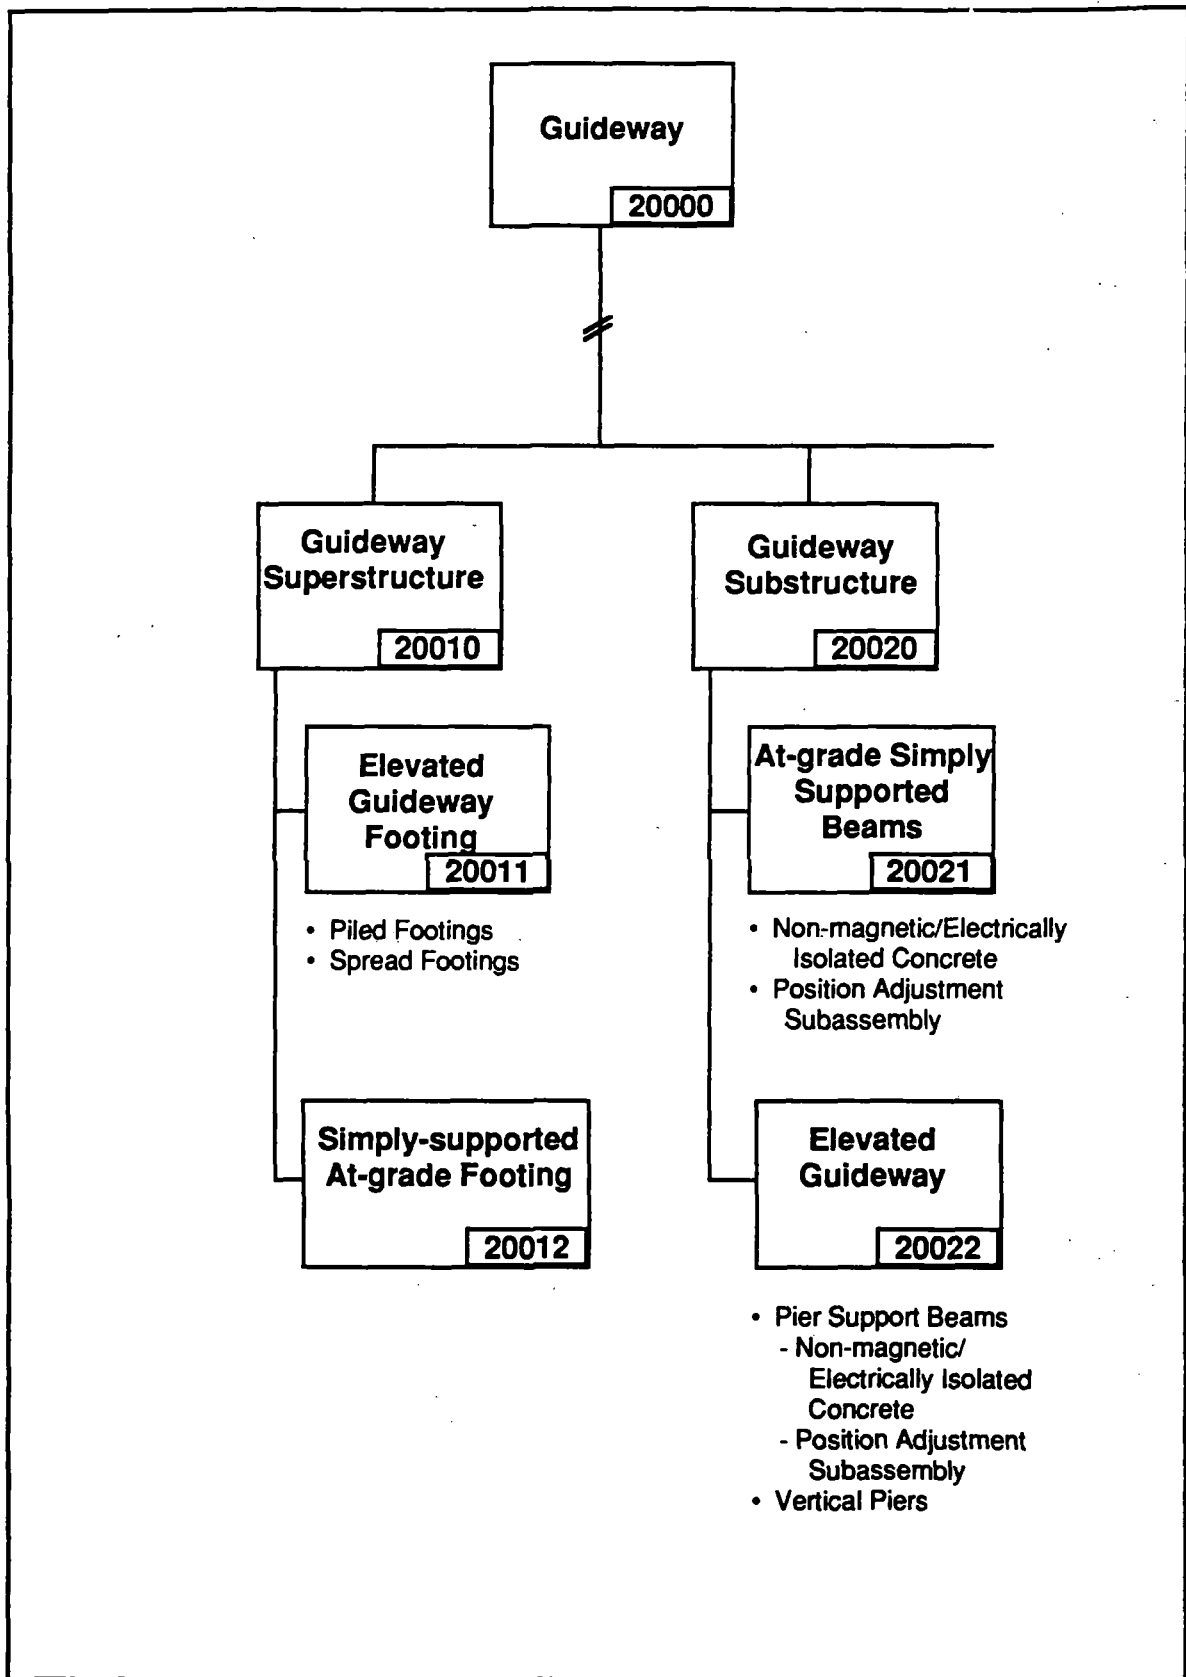 Guideway
20000
Guideway
Superstructure
20010
Elevated
Guideway
Footing
20011
• Piled Footings
• Spread Footings
Simply-supported
At-grade Footing
20012
Guideway
Substructure
20020
At-grade Simply
Supported
Beams
20021
• Non-magnetic/Electrically
Isolated Concrete
• Position Adjustment
Subassembly
Elevated
Guideway
20022
• Pier Support Beams
- Non-magnetic/
Electrically Isolated
Concrete
- Position Adjustment
Subassembly
• Vertical Piers